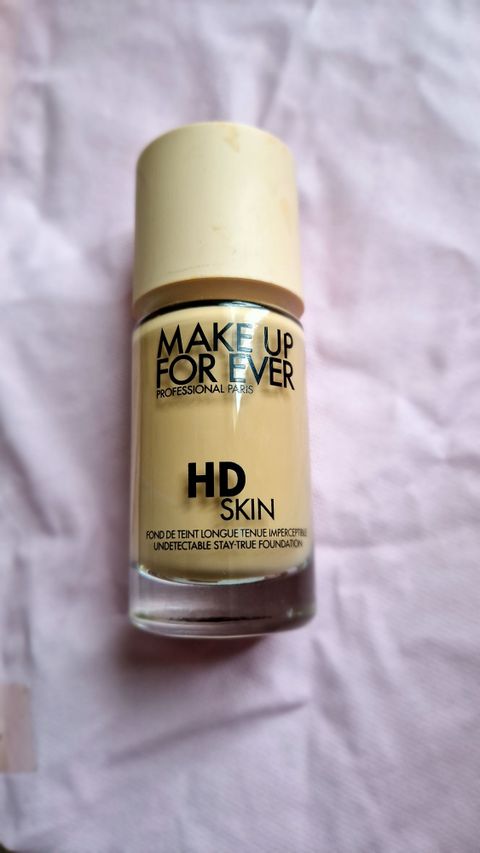 MAKE UP
FOR EVER
PROFESSIONAL PARIS
HD
SKIN
FOND DE TEINT LONGUE TENUE IMPERCEPTIBLE
UNDETECTABLE STAY-TRUE FOUNDATION